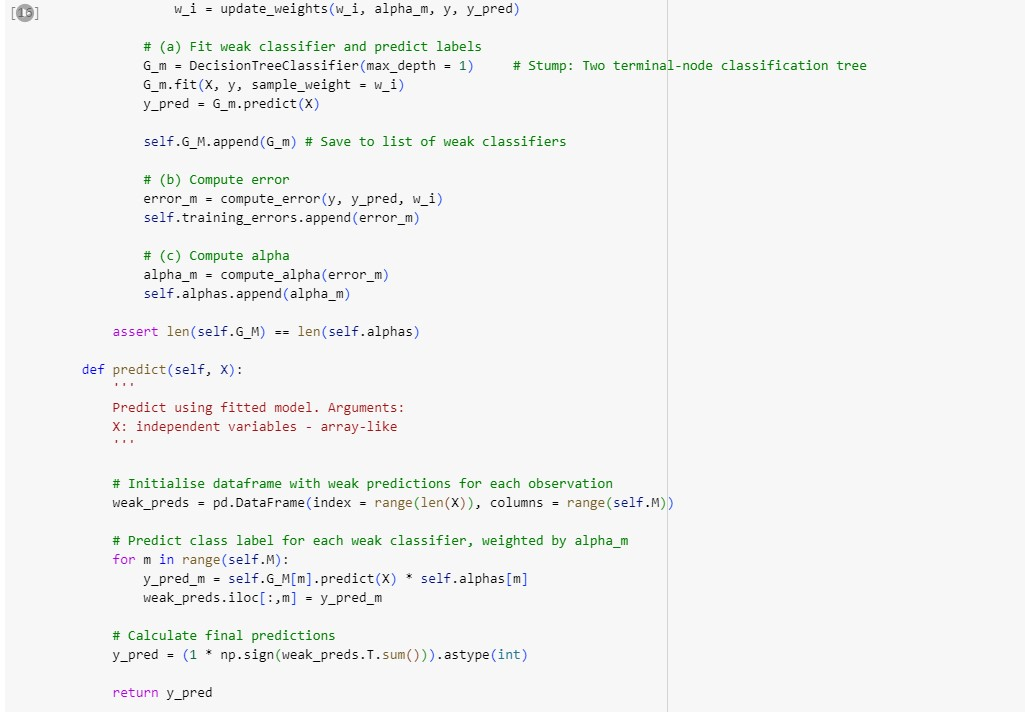 [16]
w_i = update_weights(w_i, alpha_m, y, y_pred)
# (a) Fit weak classifier and predict labels
G_m = DecisionTreeClassifier(max_depth = 1)     # Stump: Two terminal-node classification tree
G_m.fit(X, y, sample_weight = w_i)
y_pred = G_m.predict(X)
self.G_M.append(G_m) # Save to list of weak classifiers
# (b) Compute error
error_m = compute_error(y, y_pred, w_i)
self.training_errors.append(error_m)
# (c) Compute alpha
alpha_m = compute_alpha(error_m)
self.alphas.append(alpha_m)
assert len(self.G_M) == len(self.alphas)
def predict(self, X):
'''
Predict using fitted model. Arguments:
X: independent variables - array-like
'''
# Initialise dataframe with weak predictions for each observation
weak_preds = pd.DataFrame(index = range(len(X)), columns = range(self.M))
# Predict class label for each weak classifier, weighted by alpha_m
for m in range(self.M):
y_pred_m = self.G_M[m].predict(X) * self.alphas[m]
weak_preds.iloc[:,m] = y_pred_m
# Calculate final predictions
y_pred = (1 * np.sign(weak_preds.T.sum())).astype(int)
return y_pred